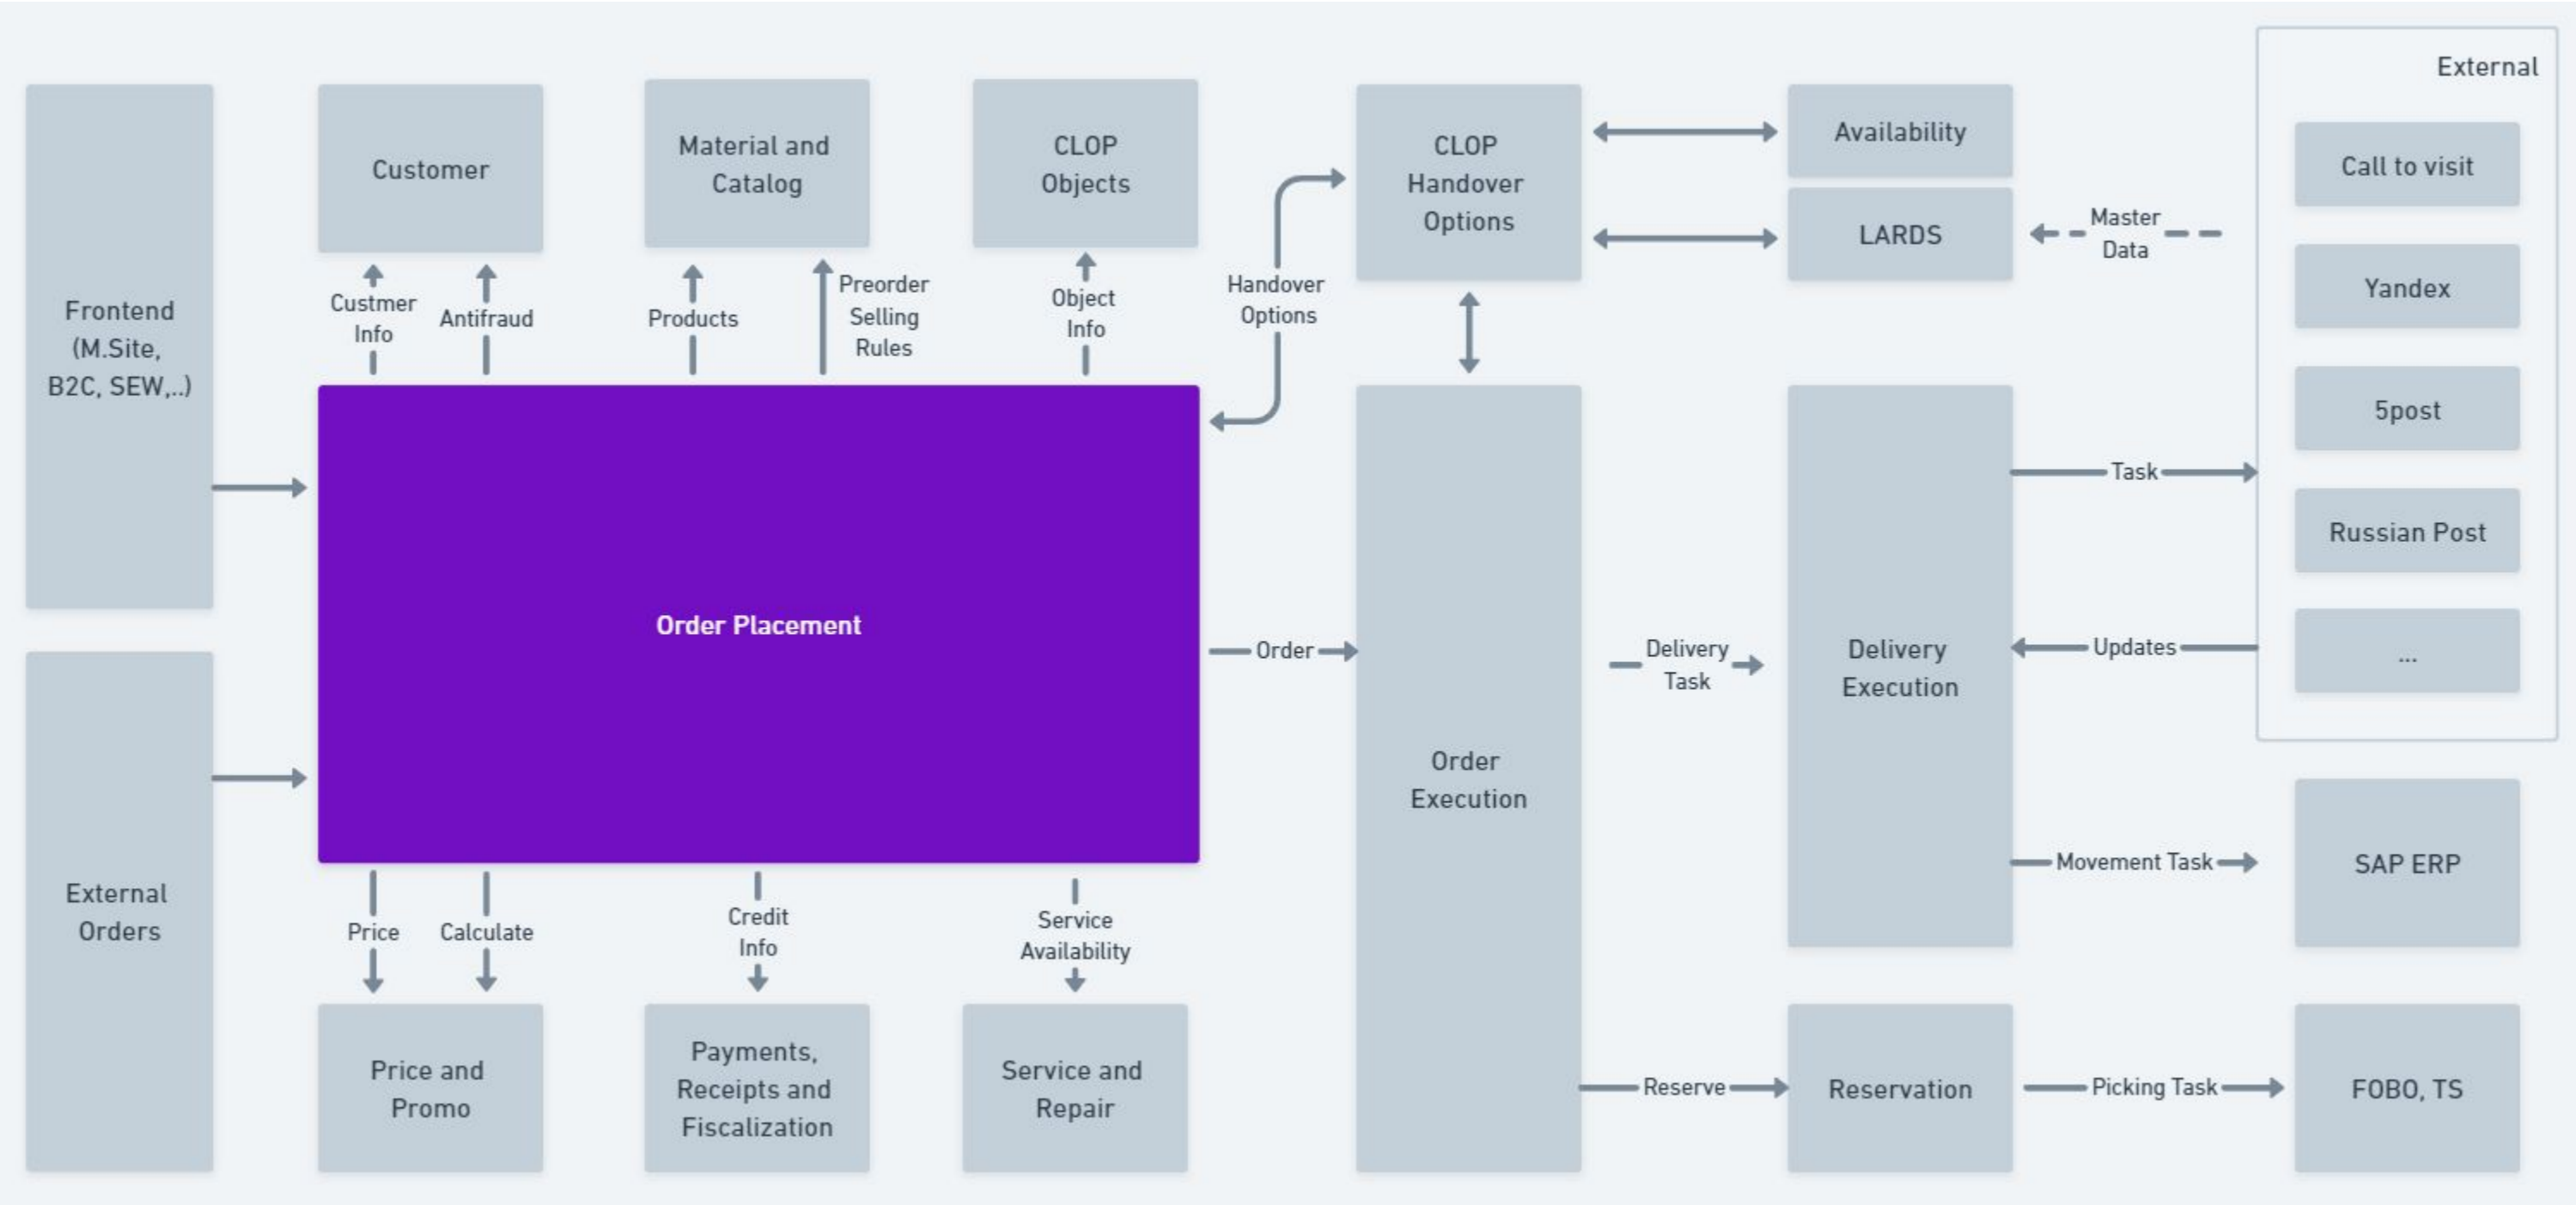 External
Frontend
(M.Site,
B2C, SEW,..)
External
Orders
Customer
Material and
Catalog
CLOP
Objects
Custmer
Info
Antifraud
Products
Preorder
Selling
Rules
Object
Info
Order Placement
Price
Calculate
Credit
Info
Service
Availability
Price and
Promo
Payments,
Receipts and
Fiscalization
Service and
Repair
Handover
Options
Order
CLOP
Handover
Options
Order
Execution
Availability
LARDS
Master
Data
Delivery
Task
Delivery
Execution
Task
Updates
Movement Task
Reserve
Reservation
Picking Task
Call to visit
Yandex
5post
Russian Post
...
SAP ERP
FOBO, TS